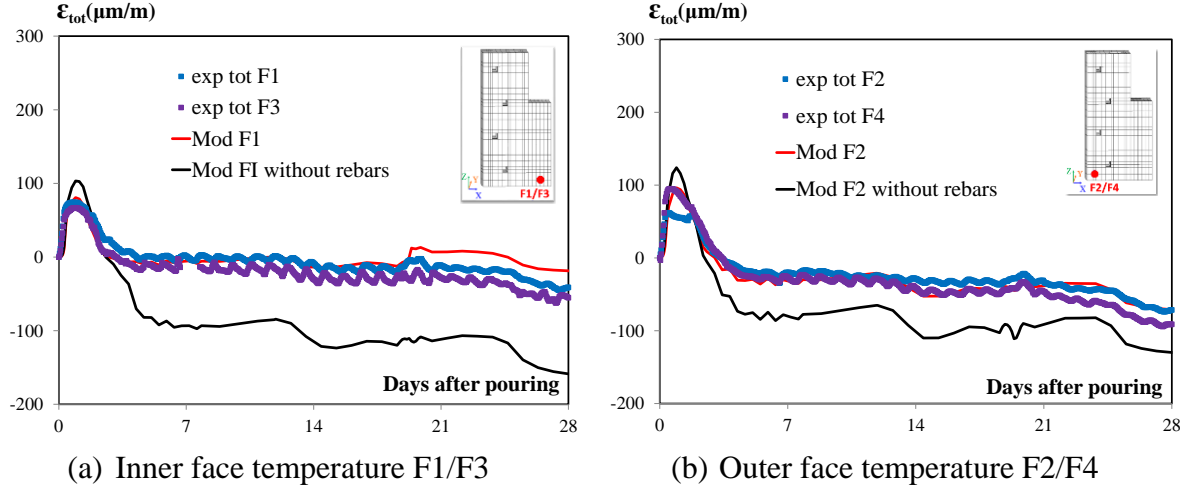 εtot(µm/m)
300
200
100
0
-100
-200
0
7
14
21
28
exp tot F1
exp tot F3
Mod F1
Mod FI without rebars
Z
Y
X
F1/F3
Days after pouring
(a) Inner face temperature F1/F3
εtot(µm/m)
300
200
100
0
-100
-200
0
7
14
21
28
exp tot F2
exp tot F4
Mod F2
Mod F2 without rebars
Z
Y
X
F2/F4
Days after pouring
(b) Outer face temperature F2/F4